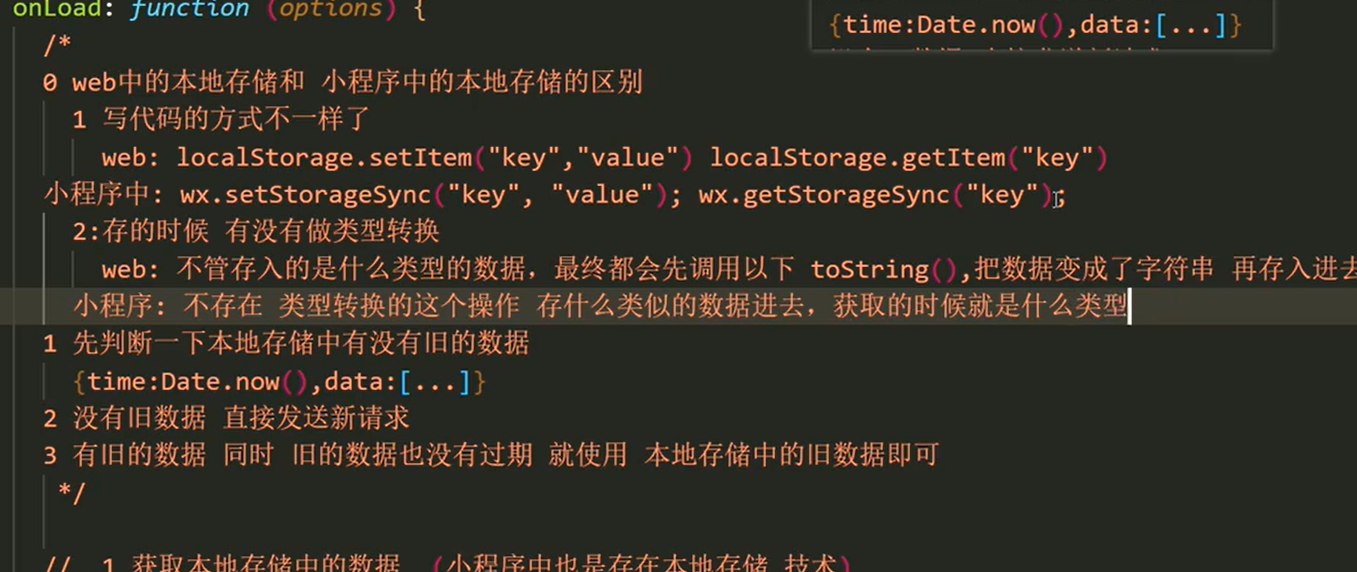 onLoad: function (options) {
{time:Date.now(),data:[...]}
/*
0 web中的本地存储和 小程序中的本地存储的区别
1 写代码的方式不一样了
web: localStorage.setItem("key","value") localStorage.getItem("key")
小程序中: wx.setStorageSync("key", "value"); wx.getStorageSync("key");
2:存的时候 有没有做类型转换
web: 不管存入的是什么类型的数据，最终都会先调用以下 toString(),把数据变成了字符串 再存入进去
小程序: 不存在 类型转换的这个操作 存什么类似的数据进去，获取的时候就是什么类型
1 先判断一下本地存储中有没有旧的数据
{time:Date.now(),data:[...]}
2 没有旧数据 直接发送新请求
3 有旧的数据 同时 旧的数据也没有过期 就使用 本地存储中的旧数据即可
*/
// 1 获取本地存储中的数据 (小程序中也是存在本地存储 技术)